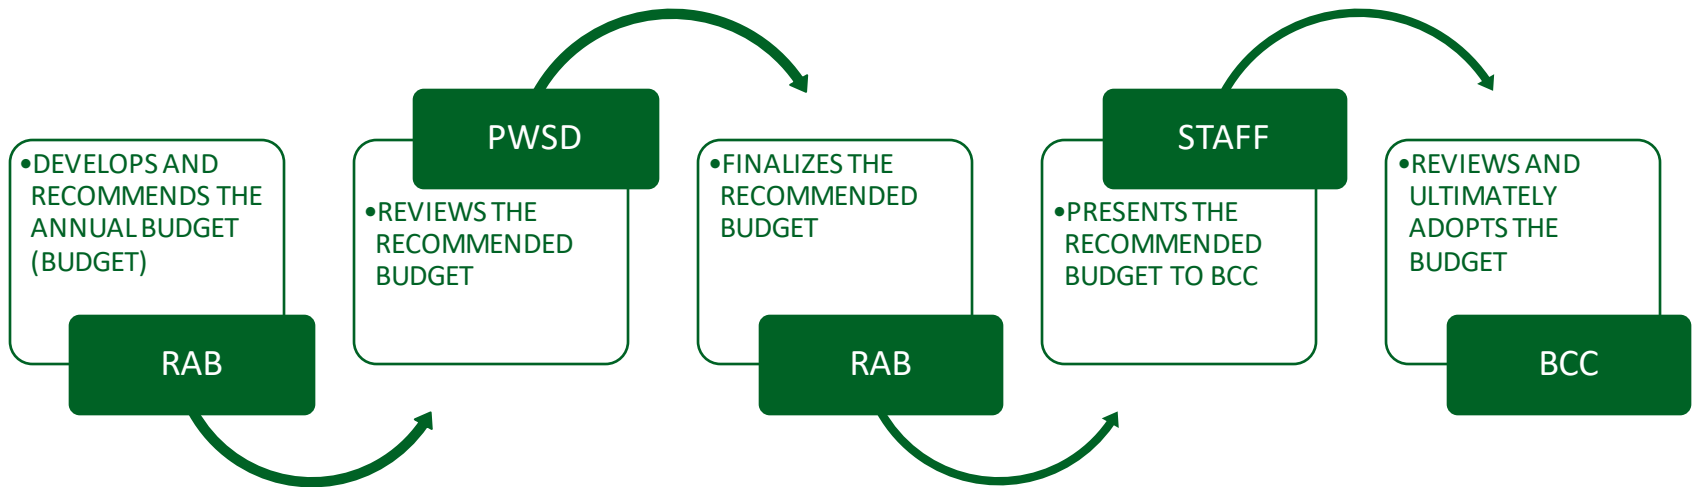 •DEVELOPS AND
RECOMMENDS THE
ANNUAL BUDGET
(BUDGET)
RAB
PWSD
•REVIEWS THE
RECOMMENDED
BUDGET
•FINALIZES THE
RECOMMENDED
BUDGET
RAB
STAFF
•PRESENTS THE
RECOMMENDED
BUDGET TO BCC
•REVIEWS AND
ULTIMATELY
ADOPTS THE
BUDGET
BCC